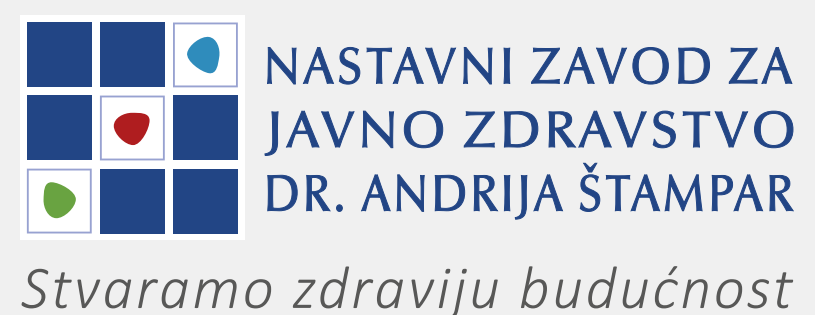 NASTAVNI ZAVOD ZA
JAVNO ZDRAVSTVO
DR. ANDRIJA ŠTAMPAR
Stvaramo zdraviju budućnost